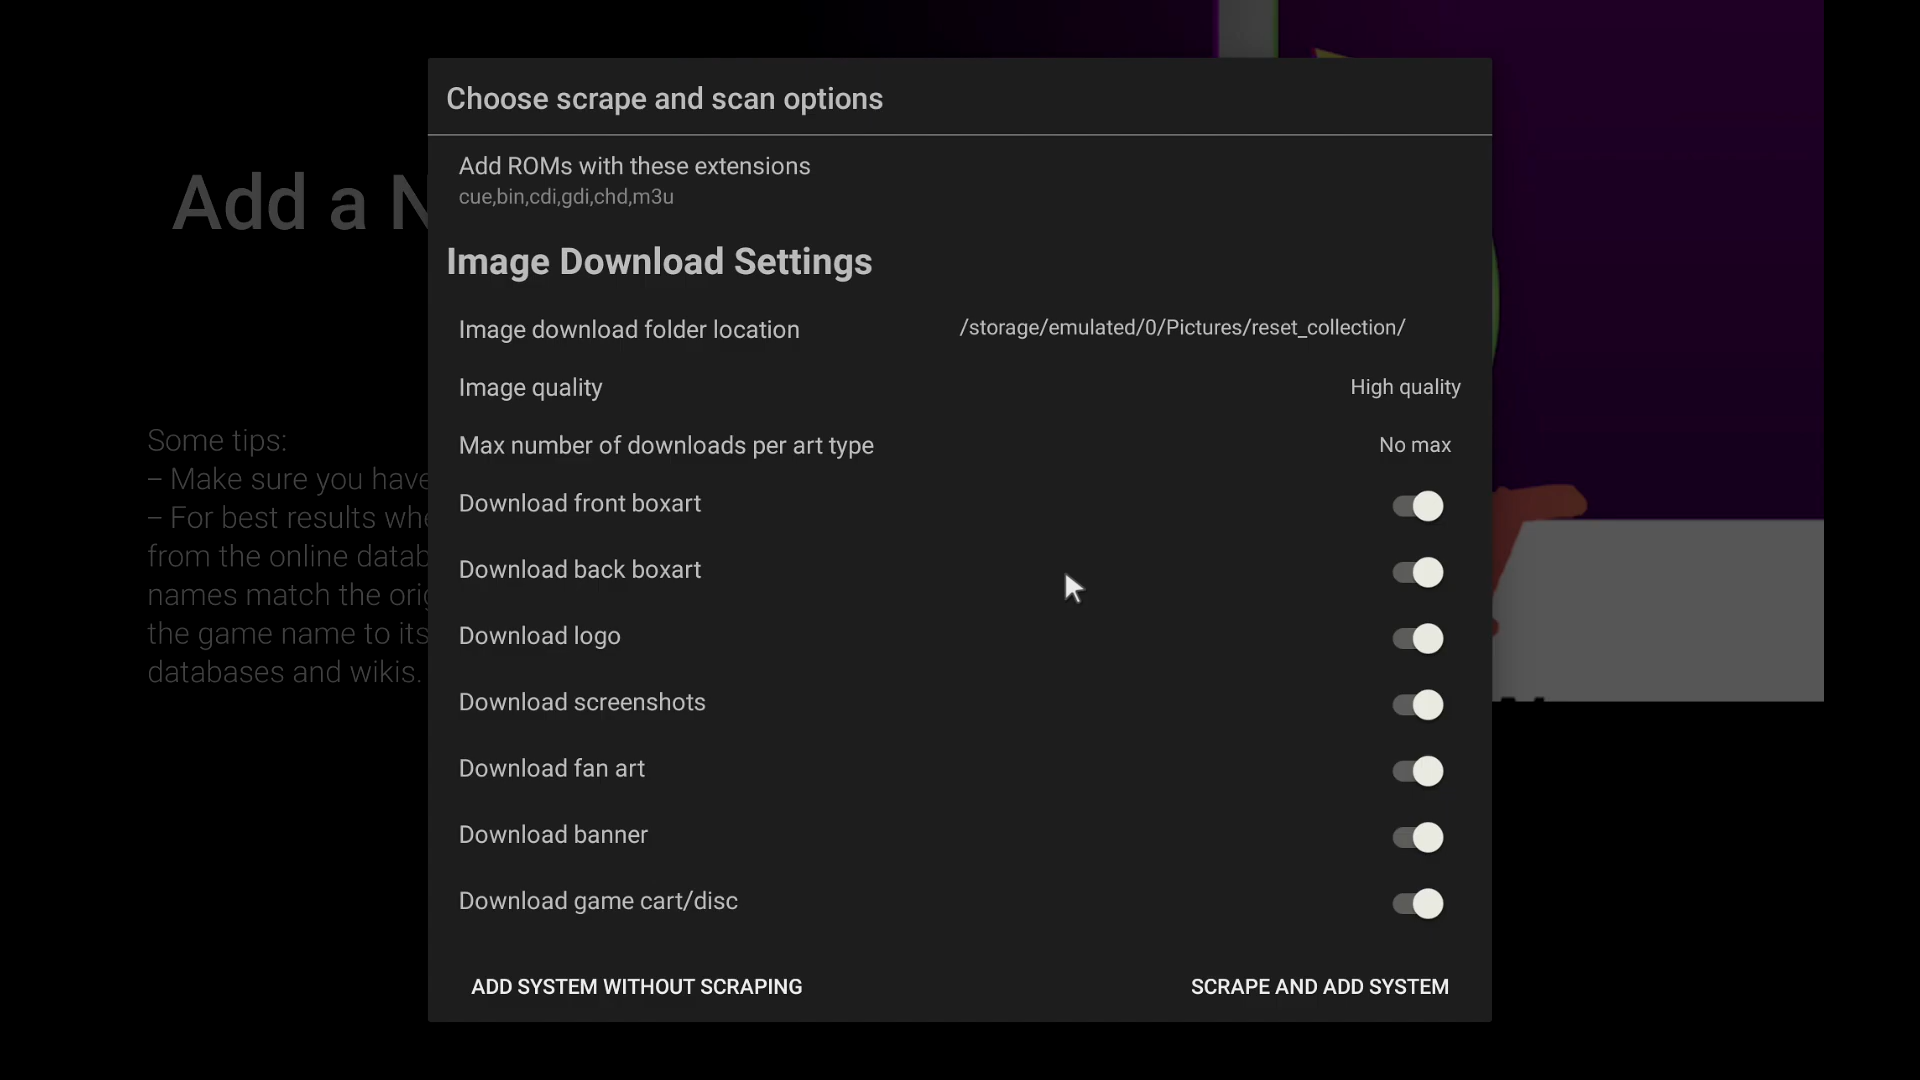 Choose scrape and scan options
Add ROMs with these extensions
cue,bin,cdi,gdi,chd,m3u
Image Download Settings
Image download folder location
/storage/emulated/0/Pictures/reset_collection/
Image quality
High quality
Max number of downloads per art type
No max
Download front boxart
Download back boxart
Download logo
Download screenshots
Download fan art
Download banner
Download game cart/disc
ADD SYSTEM WITHOUT SCRAPING
SCRAPE AND ADD SYSTEM
Add a N
Some tips:
– Make sure you have
– For best results whe
from the online datab
names match the orig
the game name to its
databases and wikis.